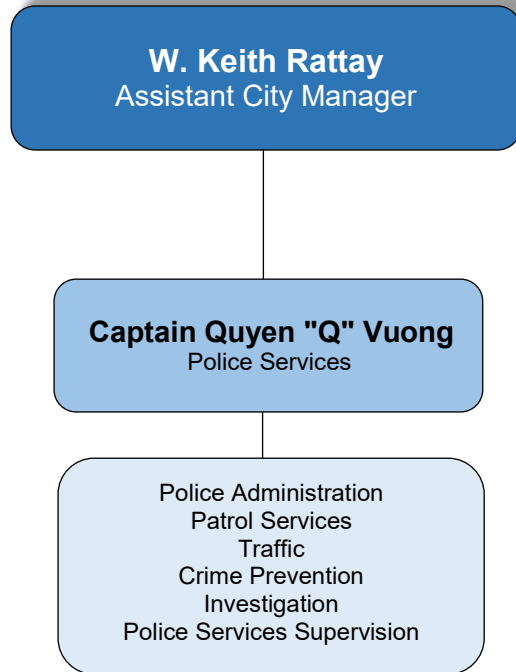 W. Keith Rattay
Assistant City Manager
Captain Quyen "Q" Vuong
Police Services
Police Administration
Patrol Services
Traffic
Crime Prevention
Investigation
Police Services Supervision